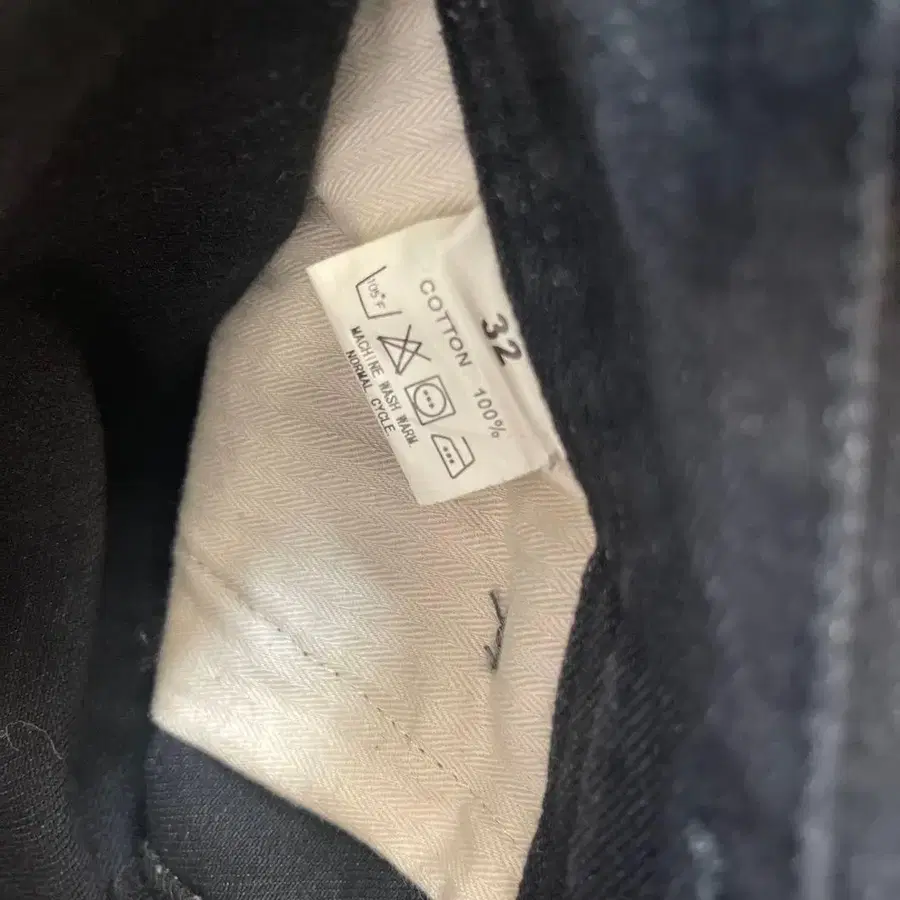 32
COTTON 100%
105°F
MACHINE WASH WARM.
NORMAL CYCLE.